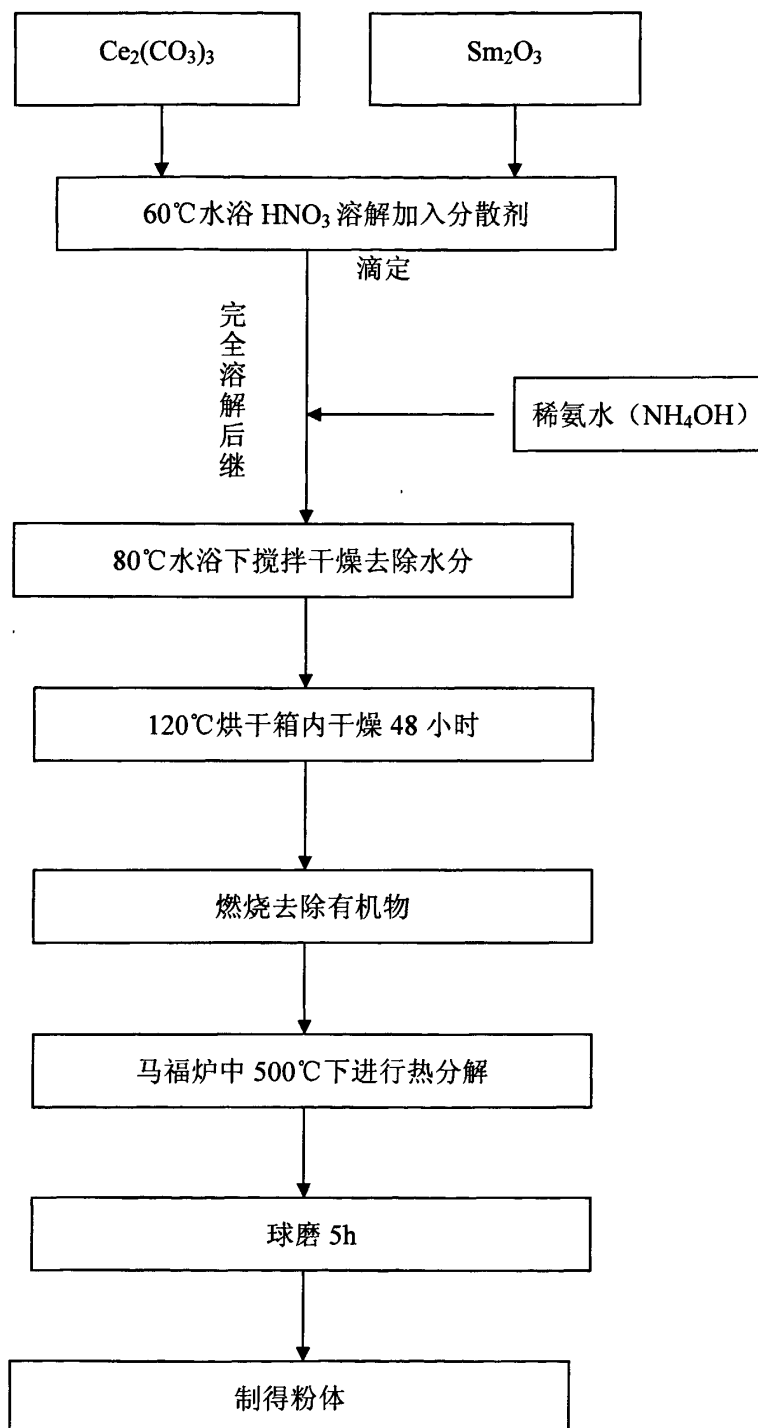 Ce₂(CO₃)₃
Sm₂O₃
60℃水浴 HNO₃ 溶解加入分散剂
滴定
完全溶解后继
稀氨水（NH₄OH）
80℃水浴下搅拌干燥去除水分
120℃烘干箱内干燥 48 小时
燃烧去除有机物
马福炉中 500℃下进行热分解
球磨 5h
制得粉体